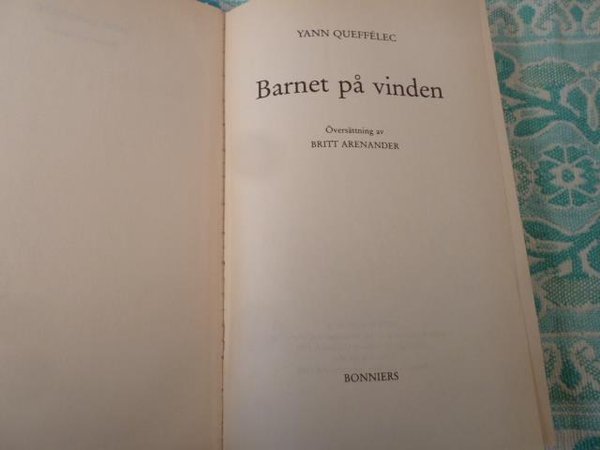 YANN QUEFFÉLEC
Barnet på vinden
Översättning av
BRITT ARENANDER
BONNIERS